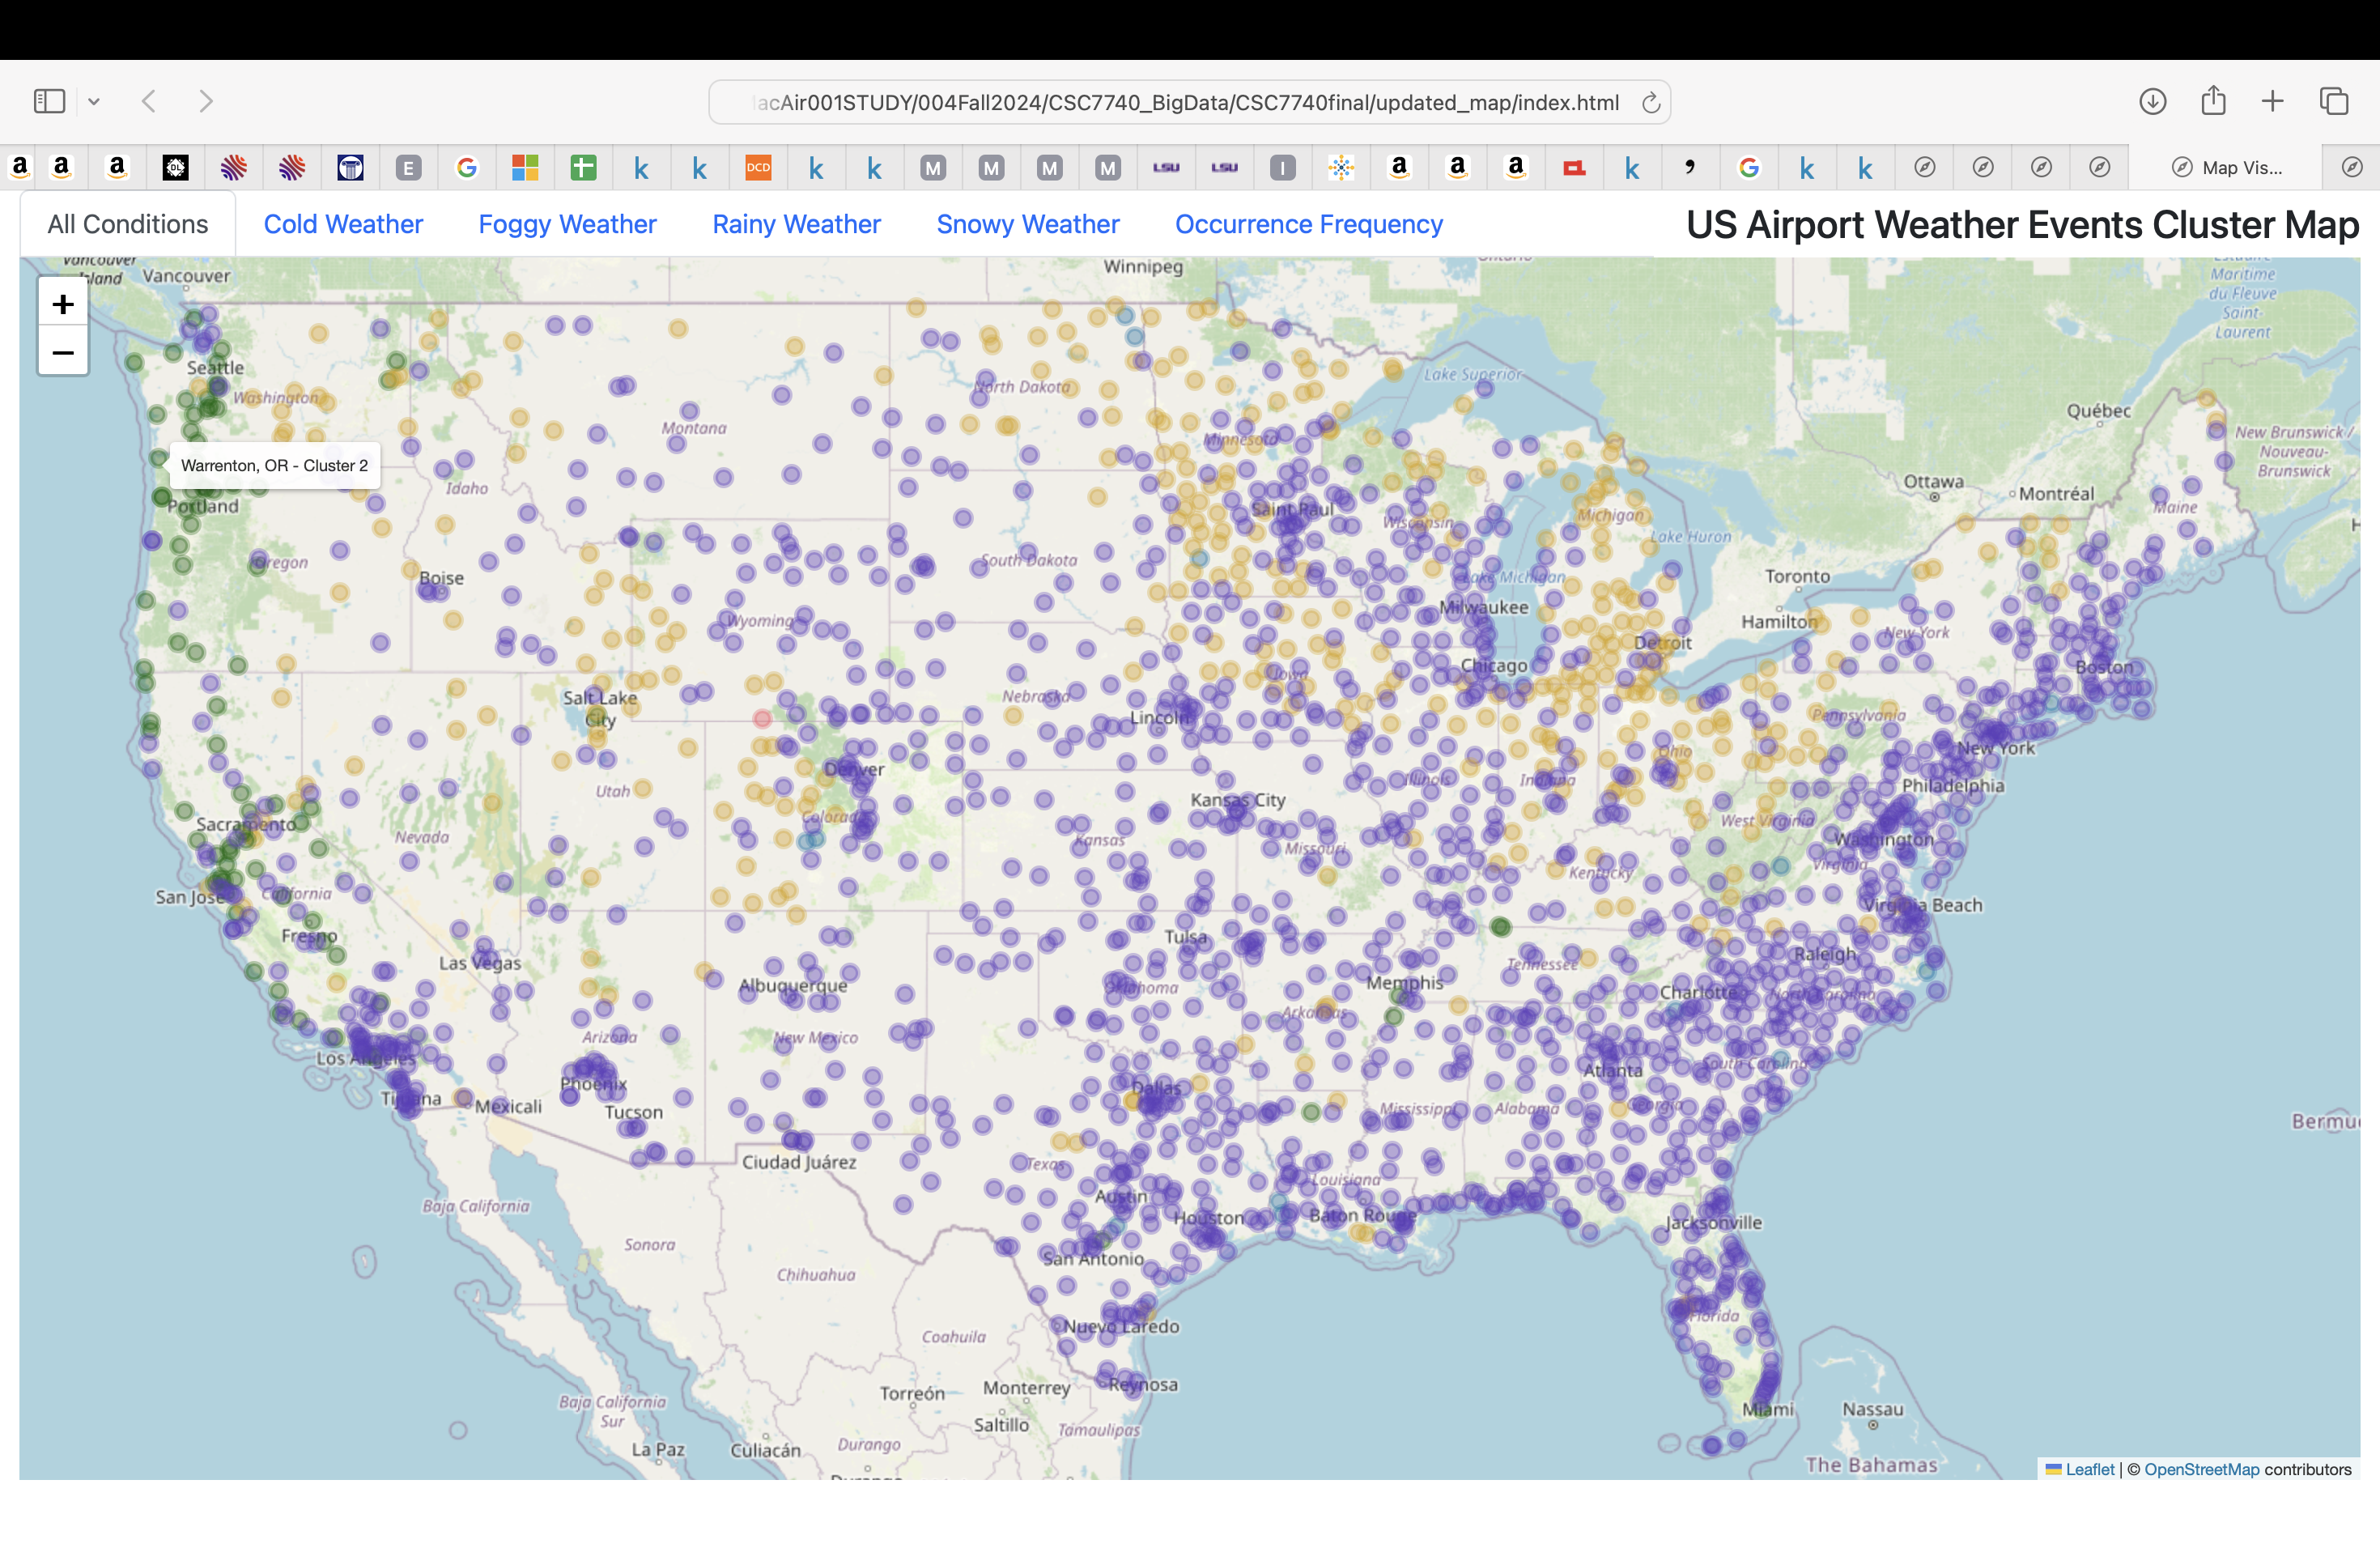 lacAir001STUDY/004Fall2024/CSC7740_BigData/CSC7740final/updated_map/index.html
E
DCD
M
M
M
M
LSU
LSU
I
Map Vis...
All Conditions
Cold Weather
Foggy Weather
Rainy Weather
Snowy Weather
Occurrence Frequency
US Airport Weather Events Cluster Map
+
−
Vancouver
Island
Vancouver
Winnipeg
Ontario
Estuaire
Maritime
du Fleuve
Saint-
Laurent
Seattle
Washington
Montana
North Dakota
Minnesota
Lake Superior
Québec
New Brunswick /
Nouveau-
Brunswick
Warrenton, OR - Cluster 2
Portland
Idaho
Saint Paul
Wisconsin
Michigan
Lake Huron
Ottawa
Montréal
Maine
Oregon
Boise
South Dakota
Lake Michigan
Toronto
Wyoming
Milwaukee
Detroit
Hamilton
New York
Salt Lake
City
Nebraska
Iowa
Chicago
Boston
Lincoln
Pennsylvania
New York
Utah
Denver
Illinois
Indiana
Ohio
Philadelphia
Sacramento
Nevada
Colorado
Kansas City
Kansas
Missouri
West Virginia
Washington
San Jose
California
Kentucky
Virginia
Virginia Beach
Fresno
Las Vegas
Tulsa
Tennessee
Raleigh
Albuquerque
Oklahoma
Memphis
Charlotte
North Carolina
Los Angeles
Arizona
New Mexico
Arkansas
South Carolina
Phoenix
Dallas
Atlanta
Tijuana
Mexicali
Tucson
Mississippi
Alabama
Georgia
Bermu
Ciudad Juárez
Texas
Louisiana
Baja California
Austin
Houston
Baton Rouge
Jacksonville
Sonora
San Antonio
Chihuahua
Florida
Coahuila
Nuevo Laredo
Baja California
Sur
Torreón
Monterrey
Reynosa
Saltillo
Tamaulipas
Miami
Nassau
La Paz
Culiacán
Durango
Durango
The Bahamas
Leaflet | © OpenStreetMap contributors